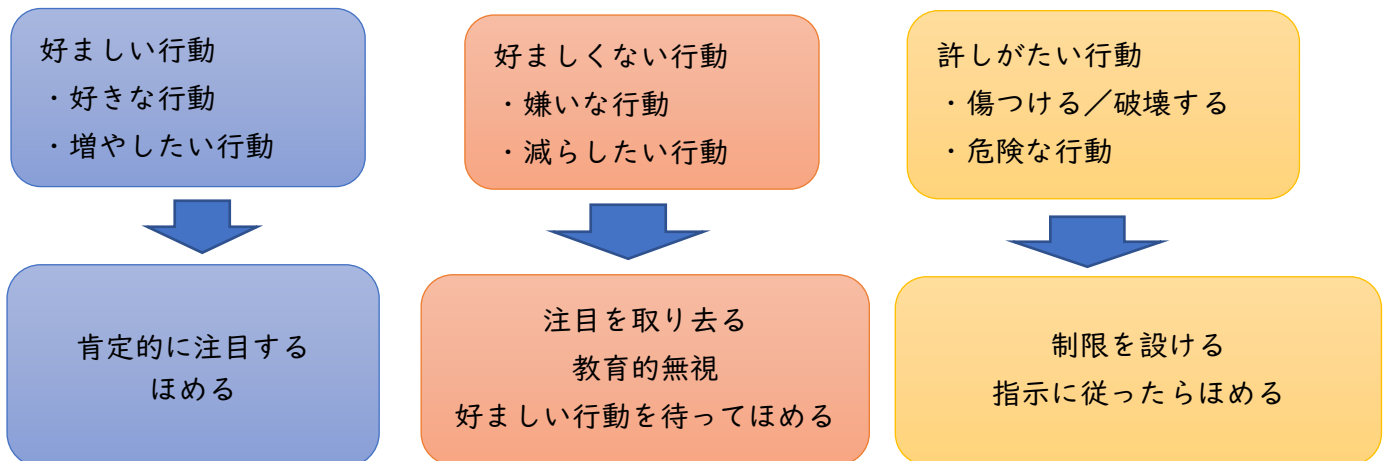 好ましい行動
・好きな行動
・増やしたい行動
好ましくない行動
・嫌いな行動
・減らしたい行動
許しがたい行動
・傷つける／破壊する
・危険な行動
肯定的に注目する
ほめる
注目を取り去る
教育的無視
好ましい行動を待ってほめる
制限を設ける
指示に従ったらほめる